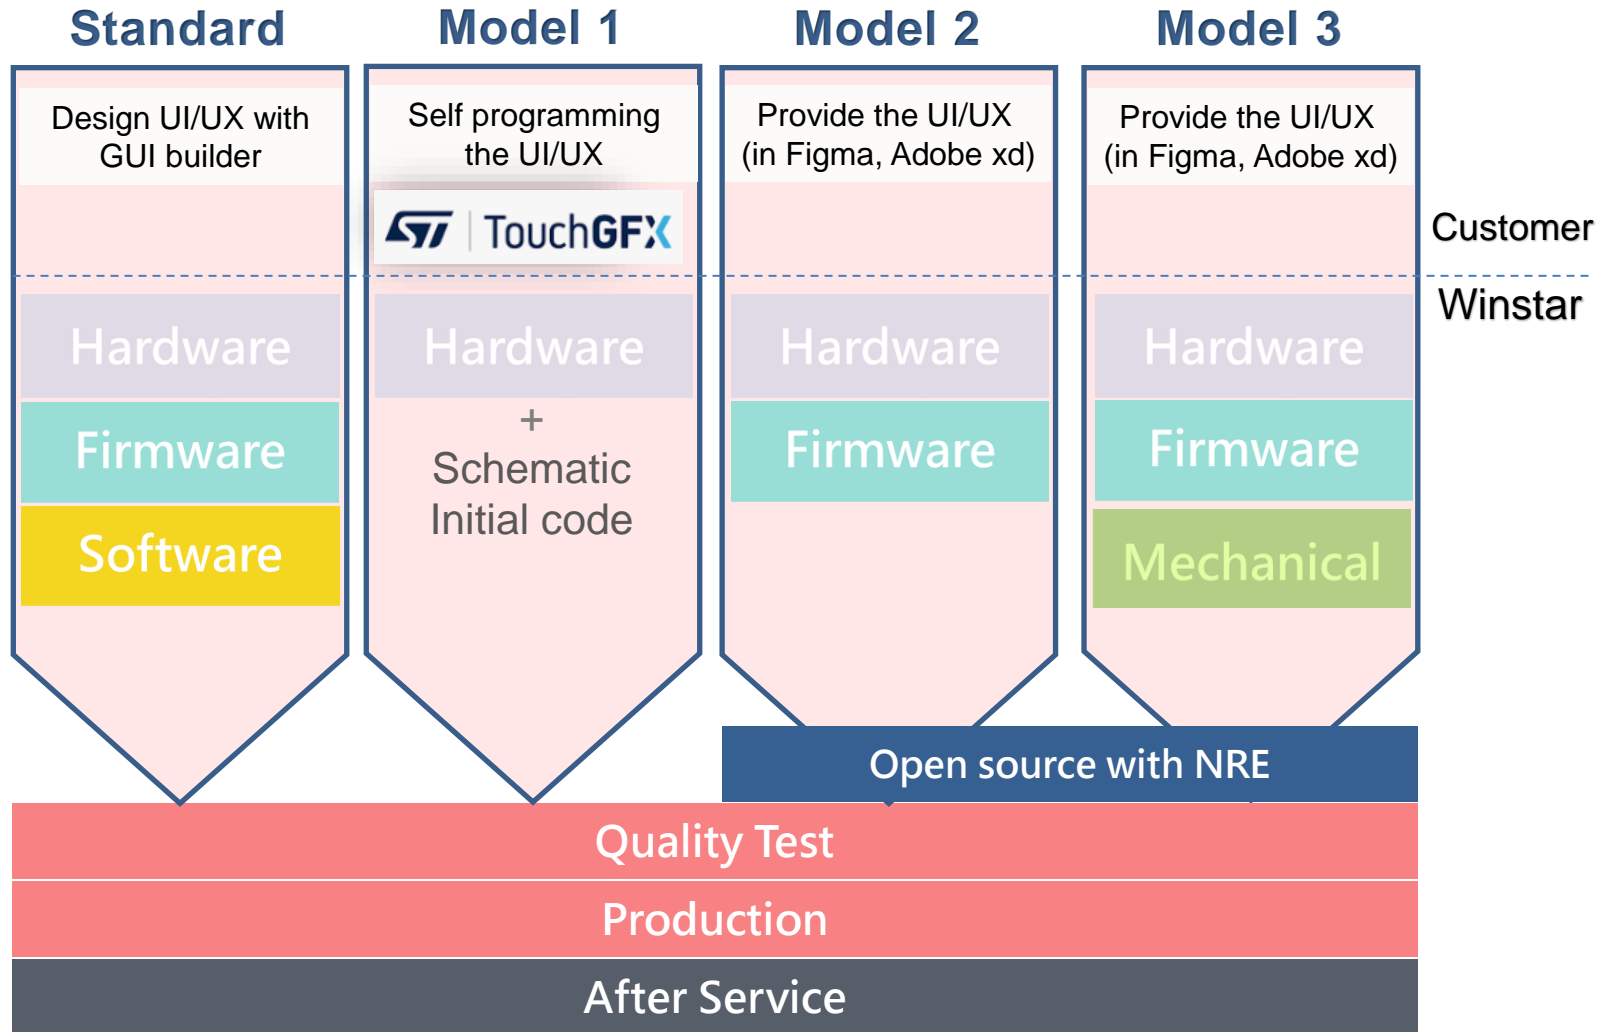 Standard
Model 1
Model 2
Model 3
Design UI/UX with
GUI builder
Self programming
the UI/UX
Provide the UI/UX
(in Figma, Adobe xd)
Provide the UI/UX
(in Figma, Adobe xd)
ST TouchGFX
Customer
Winstar
Hardware
Hardware
Hardware
Hardware
Firmware
+
Schematic
Initial code
Firmware
Firmware
Software
Mechanical
Open source with NRE
Quality Test
Production
After Service